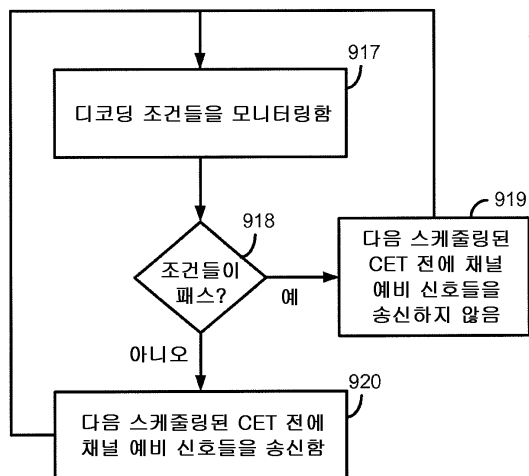 917
디코딩 조건들을 모니터링함
918
조건들이
패스?
예
919
다음 스케줄링된
CET 전에 채널
예비 신호들을
송신하지 않음
아니오
920
다음 스케줄링된 CET 전에
채널 예비 신호들을 송신함